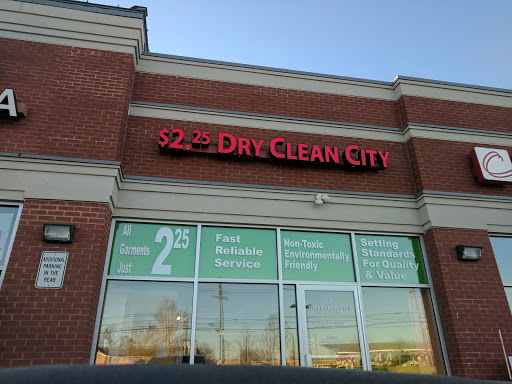 A
$2.25 DRY CLEAN CITY
All
Garments
Just
2.25
Fast
Reliable
Service
Non-Toxic
Environmentally
Friendly
Setting
Standards
For Quality
& Value
ADDITIONAL
PARKING
IN THE
REAR